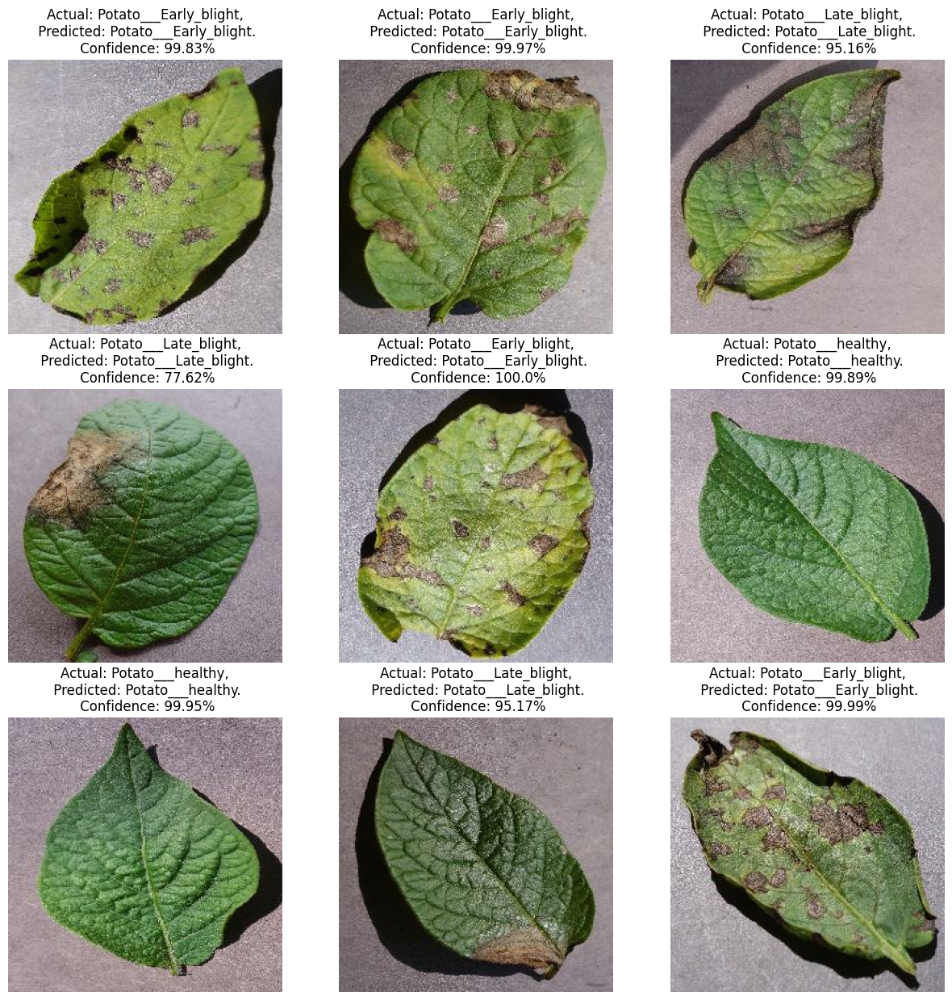 Actual: Potato___Early_blight,
Predicted: Potato___Early_blight.
Confidence: 99.83%
Actual: Potato___Early_blight,
Predicted: Potato___Early_blight.
Confidence: 99.97%
Actual: Potato___Late_blight,
Predicted: Potato___Late_blight.
Confidence: 95.16%
Actual: Potato___Late_blight,
Predicted: Potato___Late_blight.
Confidence: 77.62%
Actual: Potato___Early_blight,
Predicted: Potato___Early_blight.
Confidence: 100.0%
Actual: Potato___healthy,
Predicted: Potato___healthy.
Confidence: 99.89%
Actual: Potato___healthy,
Predicted: Potato___healthy.
Confidence: 99.95%
Actual: Potato___Late_blight,
Predicted: Potato___Late_blight.
Confidence: 95.17%
Actual: Potato___Early_blight,
Predicted: Potato___Early_blight.
Confidence: 99.99%